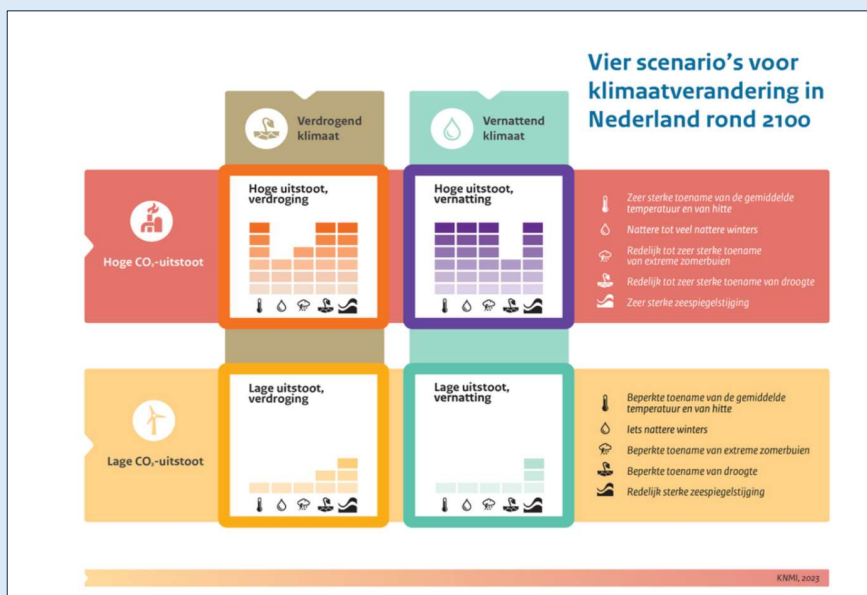 Vier scenario's voor
klimaatverandering in
Nederland rond 2100
Verdrogend
klimaat
Vernattend
klimaat
Hoge CO₂-uitstoot
Hoge uitstoot,
verdroging
Hoge uitstoot,
vernatting
Zeer sterke toename van de gemiddelde
temperatuur en van hitte
Nattere tot veel nattere winters
Redelijk tot zeer sterke toename
van extreme zomerbuien
Redelijk tot zeer sterke toename van droogte
Zeer sterke zeespiegelstijging
Lage CO₂-uitstoot
Lage uitstoot,
verdroging
Lage uitstoot,
vernatting
Beperkte toename van de gemiddelde
temperatuur en van hitte
Iets nattere winters
Beperkte toename van extreme zomerbuien
Beperkte toename van droogte
Redelijk sterke zeespiegelstijging
KNMI, 2023